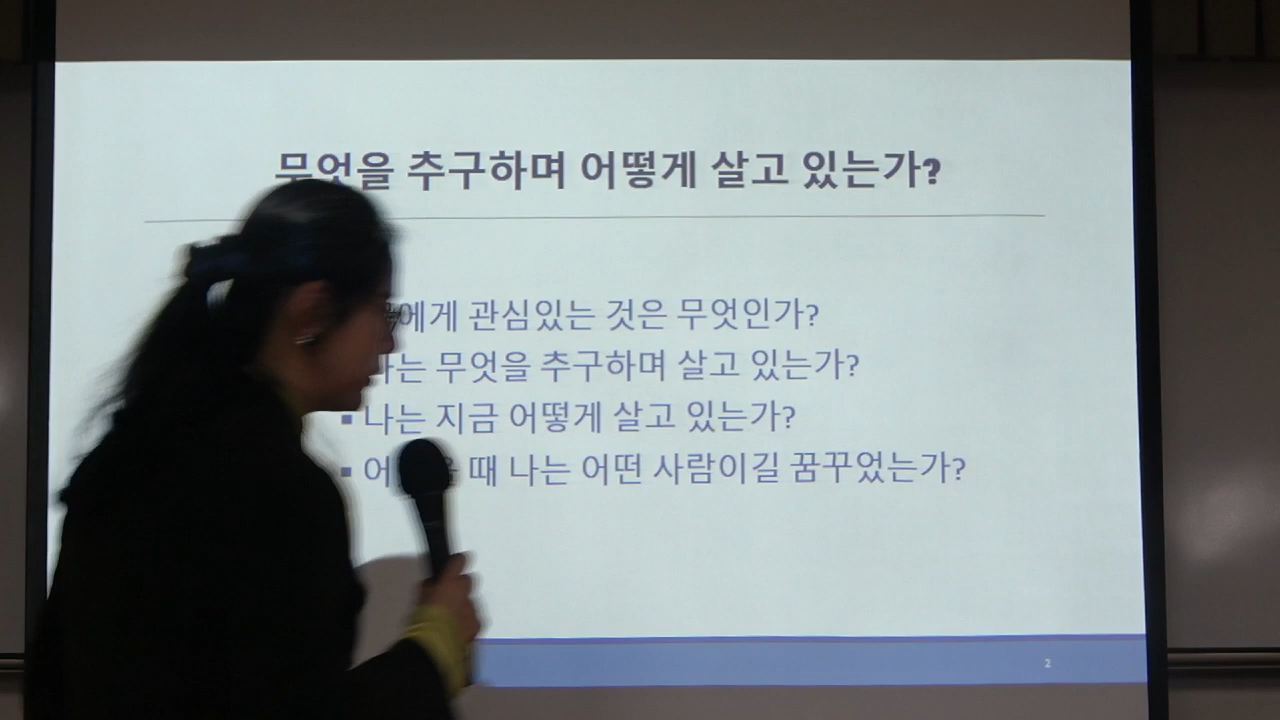 무엇을 추구하며 어떻게 살고 있는가?
관심있는 것은 무엇인가?
무엇을 추구하며 살고 있는가?
▪ 나는 지금 어떻게 살고 있는가?
▪ 때 나는 어떤 사람이길 꿈꾸었는가?
2